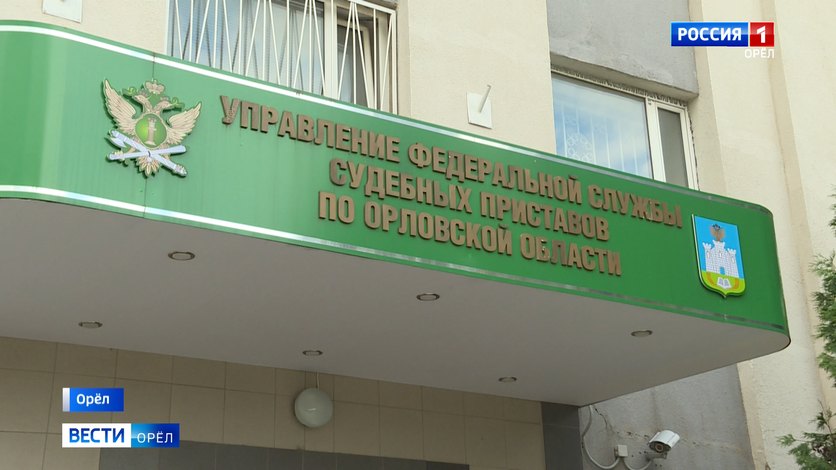 РОССИЯ 1
ОРЁЛ
УПРАВЛЕНИЕ ФЕДЕРАЛЬНОЙ СЛУЖБЫ
СУДЕБНЫХ ПРИСТАВОВ
ПО ОРЛОВСКОЙ ОБЛАСТИ
Орёл
ВЕСТИ ОРЁЛ